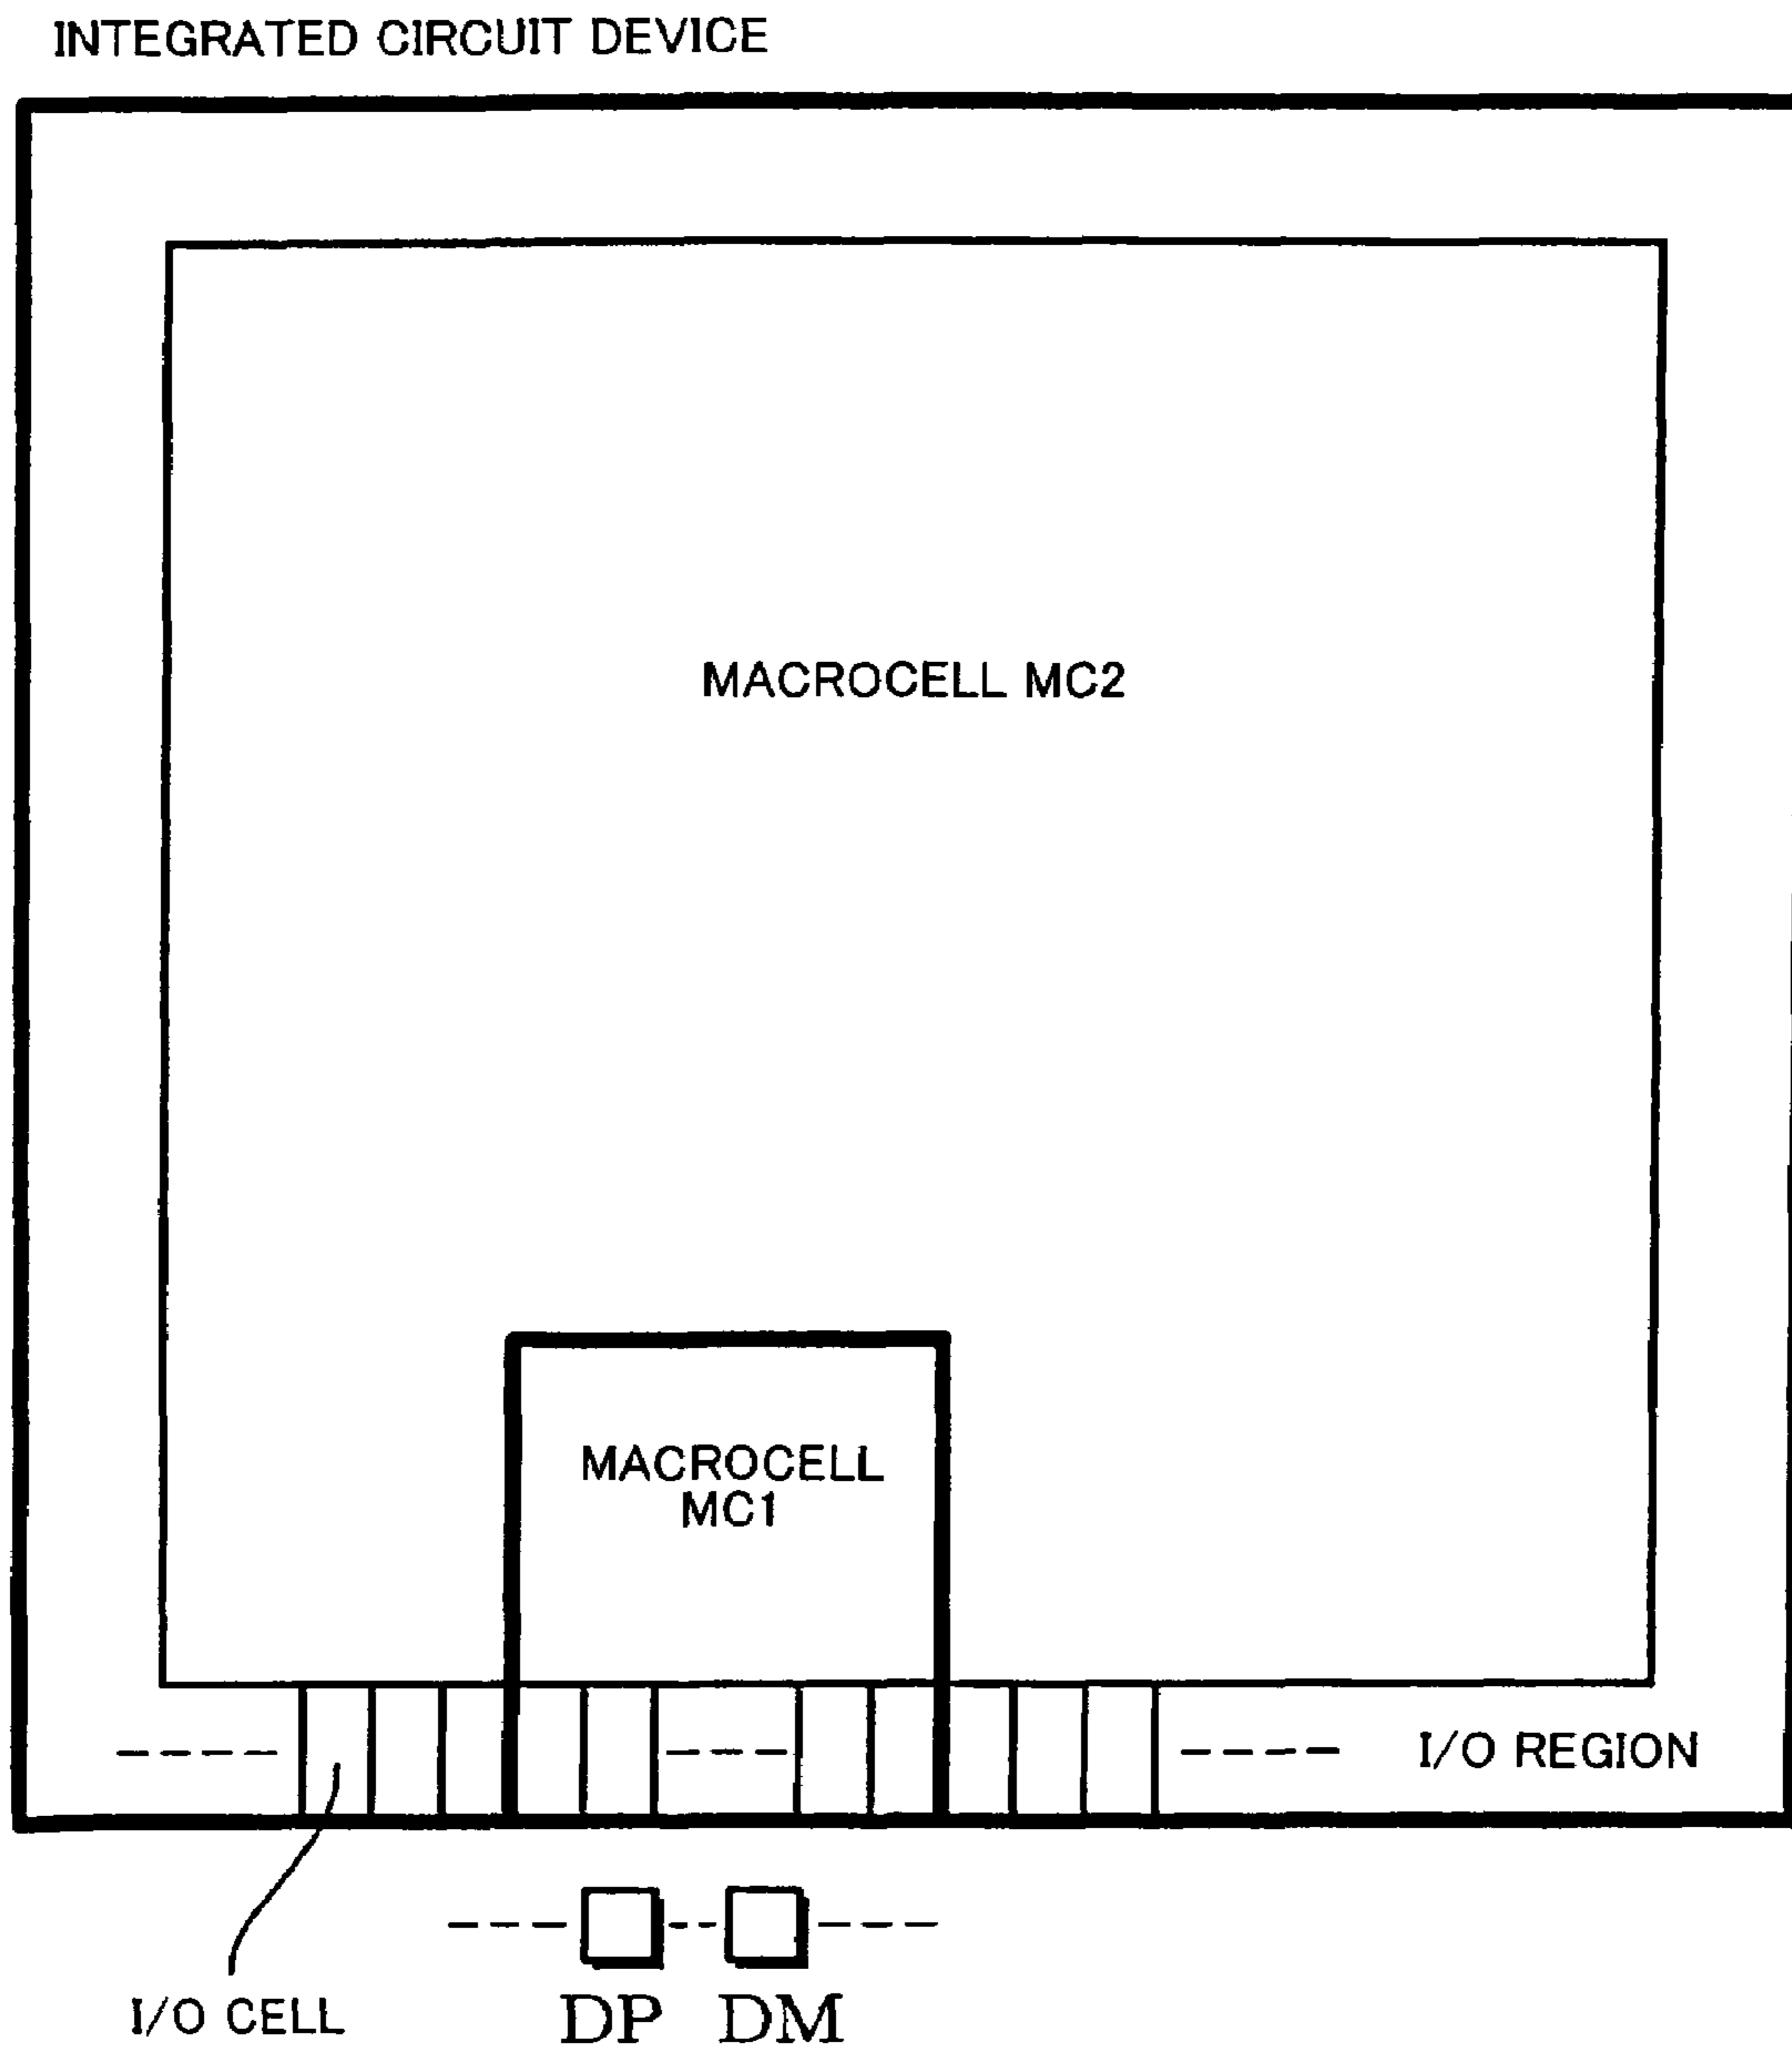 INTEGRATED CIRCUIT DEVICE
MACROCELL MC2
MACROCELL
MC1
I/O REGION
I/O CELL
DP DM